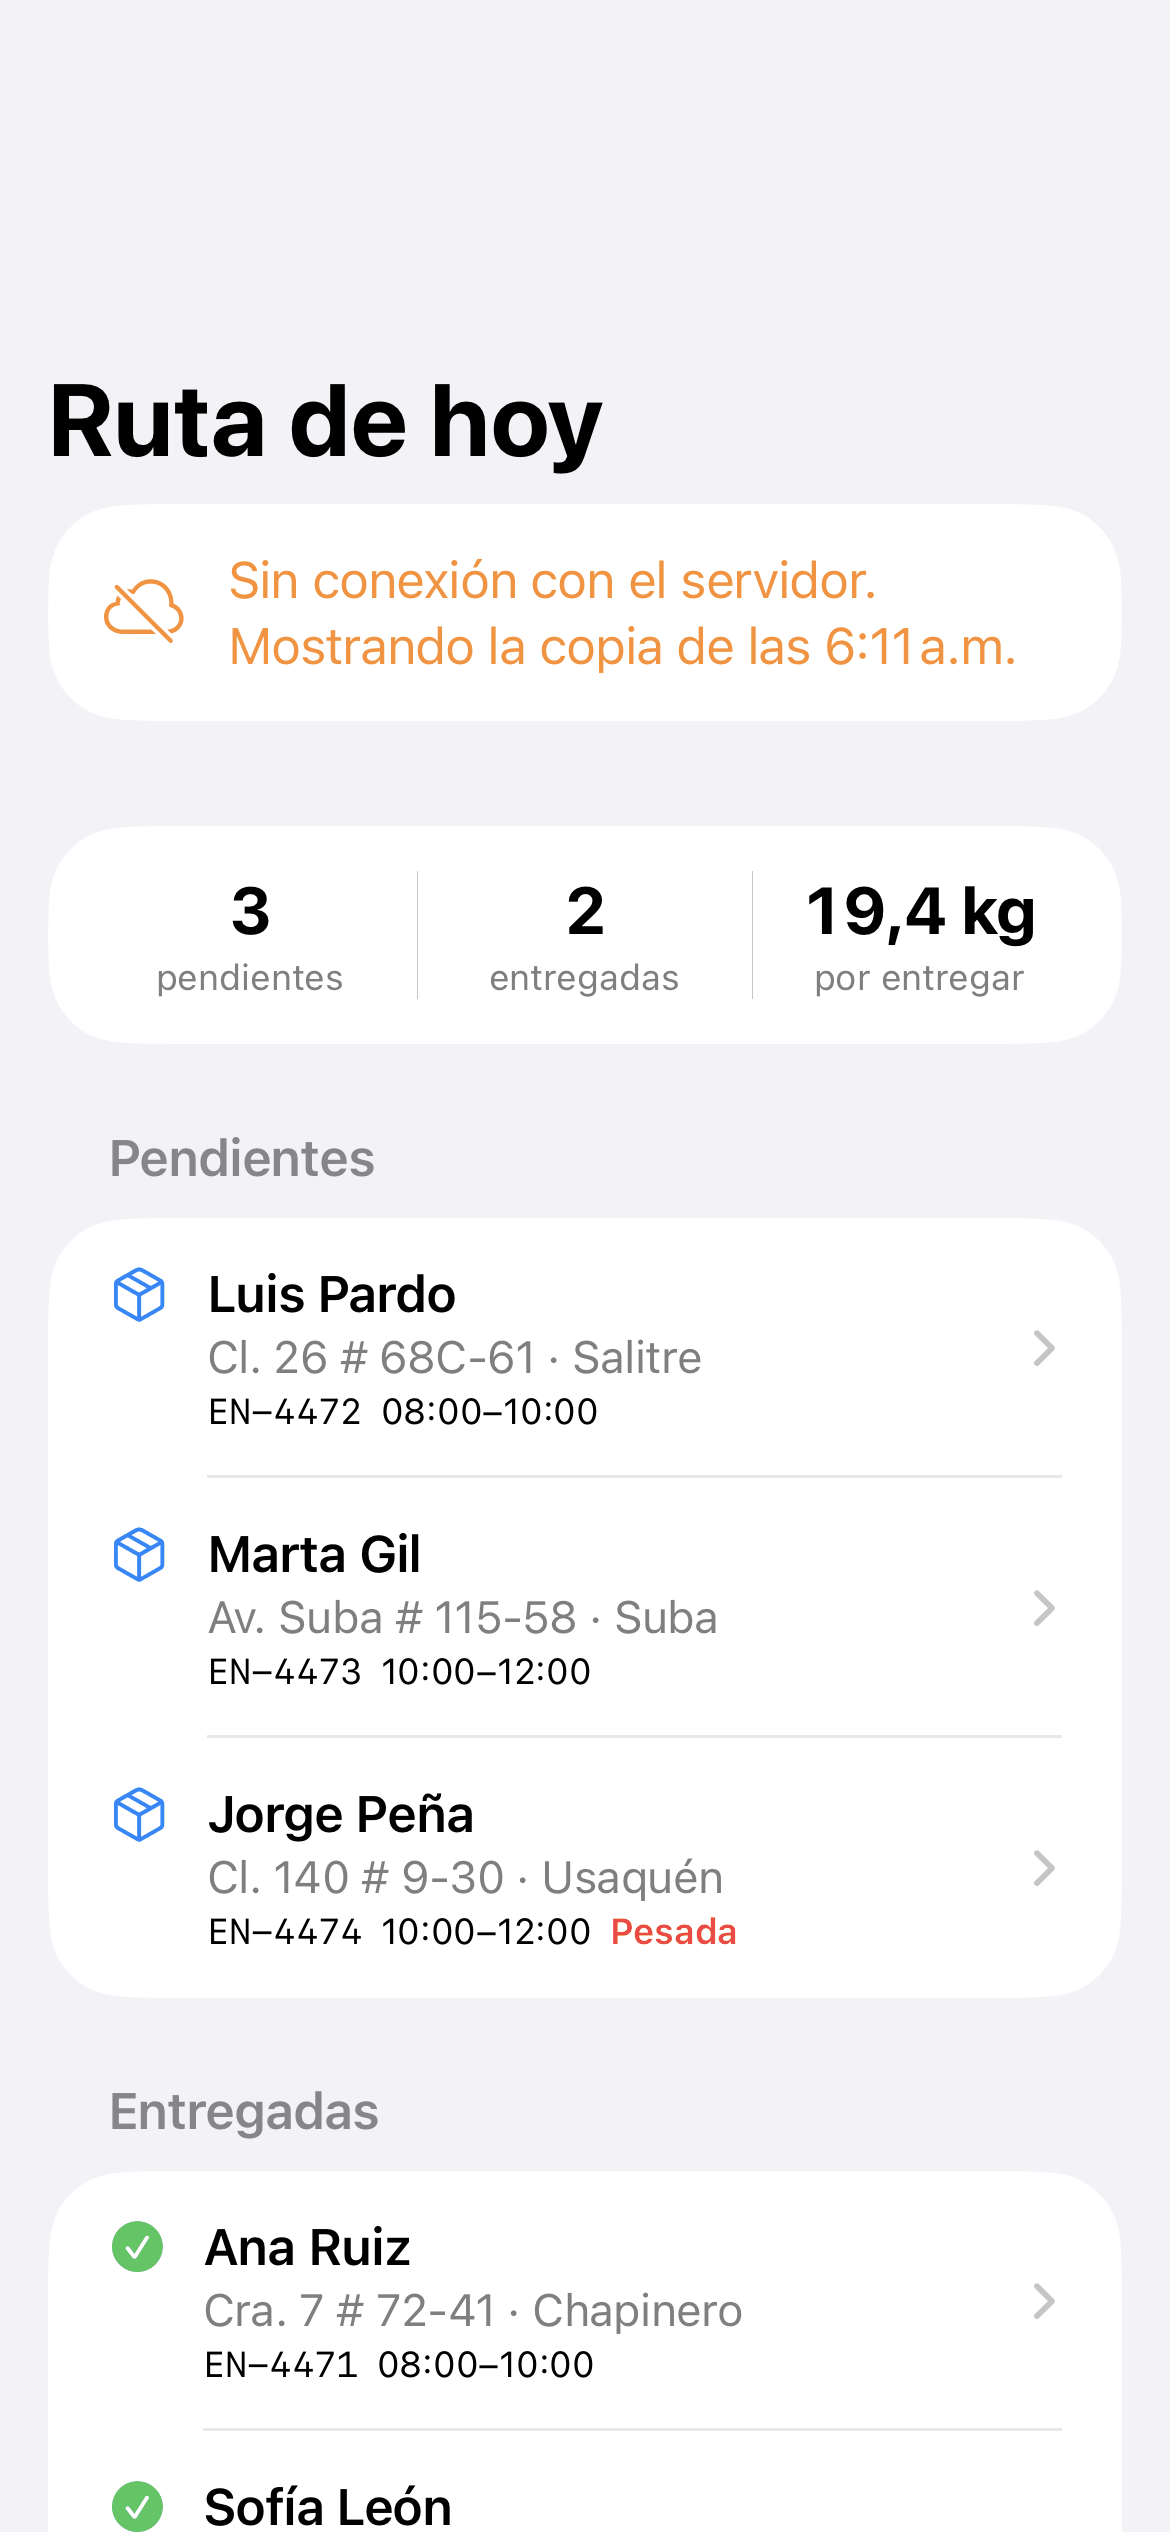 Ruta de hoy
Sin conexión con el servidor.
Mostrando la copia de las 6:11 a.m.
3
pendientes
2
entregadas
19,4 kg
por entregar
Pendientes
Luis Pardo
Cl. 26 # 68C-61 · Salitre
EN–4472 08:00–10:00
Marta Gil
Av. Suba # 115-58 · Suba
EN–4473 10:00–12:00
Jorge Peña
Cl. 140 # 9-30 · Usaquén
EN–4474 10:00–12:00 Pesada
Entregadas
Ana Ruiz
Cra. 7 # 72-41 · Chapinero
EN–4471 08:00–10:00
Sofía León